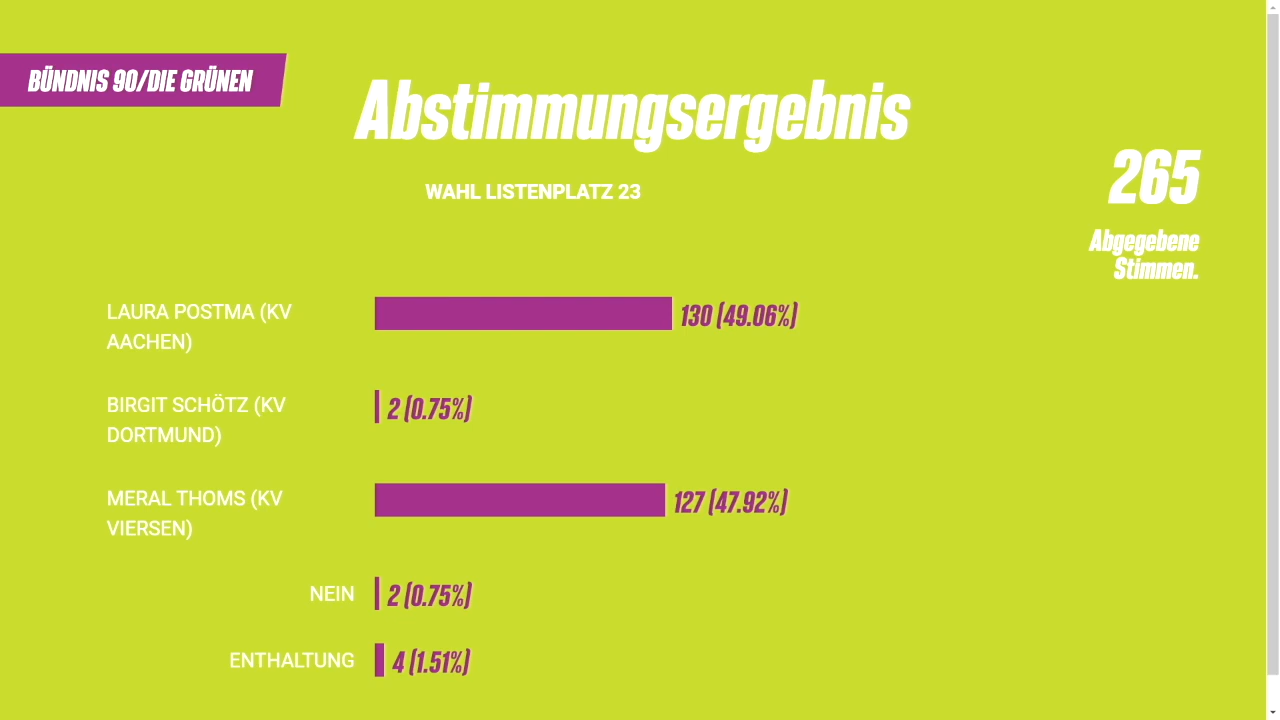 BÜNDNIS 90/DIE GRÜNEN
Abstimmungsergebnis
WAHL LISTENPLATZ 23
265
Abgegebene
Stimmen.
LAURA POSTMA (KV
AACHEN)
130 (49.06%)
BIRGIT SCHÖTZ (KV
DORTMUND)
2 (0.75%)
MERAL THOMS (KV
VIERSEN)
127 (47.92%)
NEIN
2 (0.75%)
ENTHALTUNG
4 (1.51%)